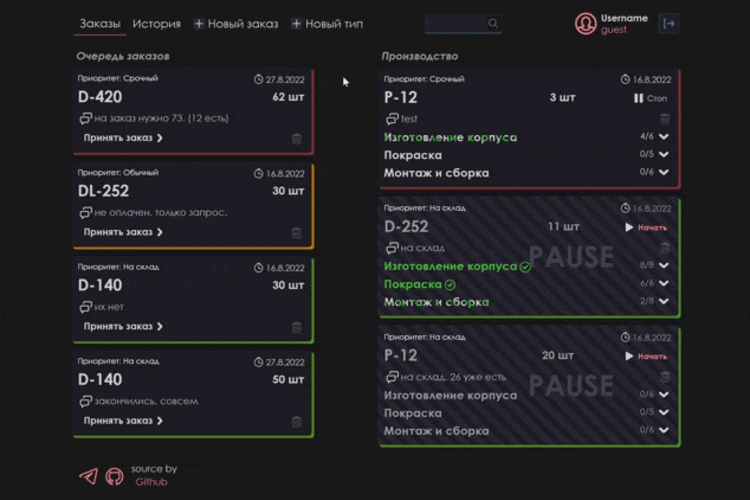 Заказы История Новый заказ Новый тип
Username
guest
Очередь заказов
Приоритет: Срочный 27.8.2022
D-420 62 шт
на заказ нужно 73. (12 есть)
Принять заказ
Приоритет: Обычный 16.8.2022
DL-252 30 шт
не оплачен. только запрос.
Принять заказ
Приоритет: На склад 16.8.2022
D-140 30 шт
их нет
Принять заказ
Приоритет: На склад 27.8.2022
D-140 50 шт
закончились. совсем
Принять заказ
Производство
Приоритет: Срочный 16.8.2022
P-12 3 шт Стоп
test
Изготовление корпуса 4/6
Покраска 0/5
Монтаж и сборка 0/6
Приоритет: На склад 16.8.2022
D-252 11 шт Начать
на склад
PAUSE
Изготовление корпуса 8/8
Покраска 6/6
Монтаж и сборка 2/8
Приоритет: На склад 16.8.2022
P-12 20 шт Начать
на склад. 26 уже есть
PAUSE
Изготовление корпуса 0/6
Покраска 0/5
Монтаж и сборка 0/6
source by
Github